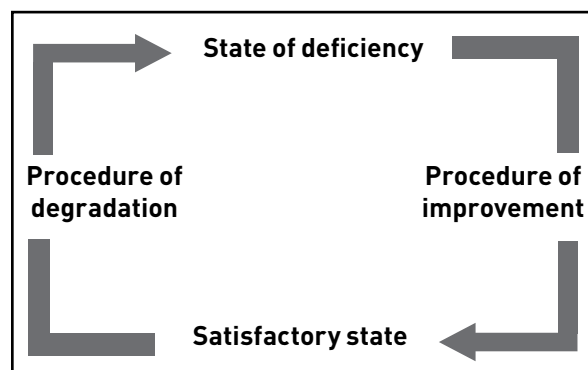 State of deficiency
Procedure of
degradation
Procedure of
improvement
Satisfactory state